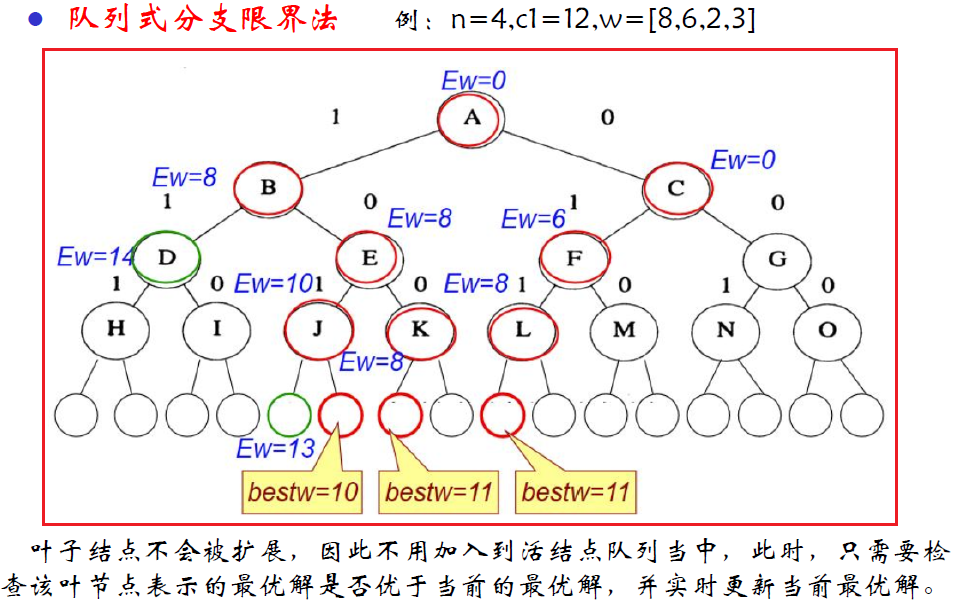 ● 队列式分支限界法 例：n=4,c1=12,w=[8,6,2,3]
Ew=0
1 A 0
Ew=8 B C Ew=0
1 0 Ew=8 Ew=6 1 0
Ew=14 D E F G
1 0 Ew=10 1 0 Ew=8 1 0 1 0
H I J K L M N O
Ew=8
Ew=13
bestw=10 bestw=11 bestw=11
叶子结点不会被扩展，因此不用加入到活结点队列当中，此时，只需要检
查该叶节点表示的最优解是否优于当前的最优解，并实时更新当前最优解。